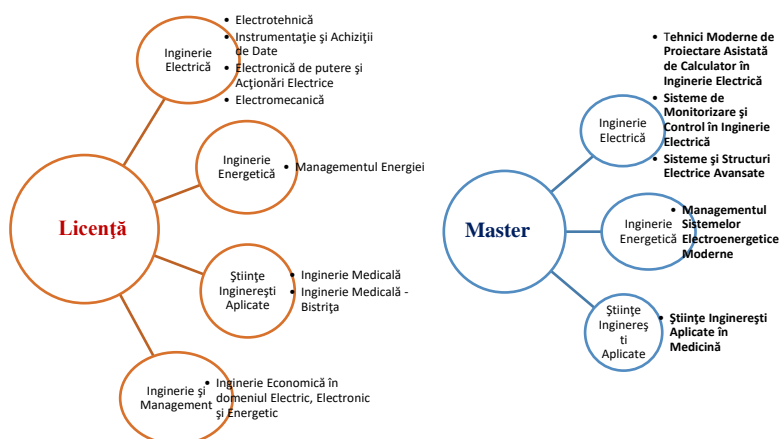 Licenţă
Inginerie
Electrică
• Electrotehnică
• Instrumentaţie şi Achiziţii
de Date
• Electronică de putere şi
Acţionări Electrice
• Electromecanică
Inginerie
Energetică
• Managementul Energiei
Ştiinţe
Inginereşti
Aplicate
• Inginerie Medicală
• Inginerie Medicală -
Bistriţa
Inginerie şi
Management
• Inginerie Economică în
domeniul Electric, Electronic
şi Energetic
Master
Inginerie
Electrică
• Tehnici Moderne de
Proiectare Asistată
de Calculator în
Inginerie Electrică
• Sisteme de
Monitorizare şi
Control în Inginerie
Electrică
• Sisteme şi Structuri
Electrice Avansate
Inginerie
Energetică
• Managementul
Sistemelor
Electroenergetice
Moderne
Ştiinţe
Inginereş
ti
Aplicate
• Ştiinţe Inginereşti
Aplicate în
Medicină